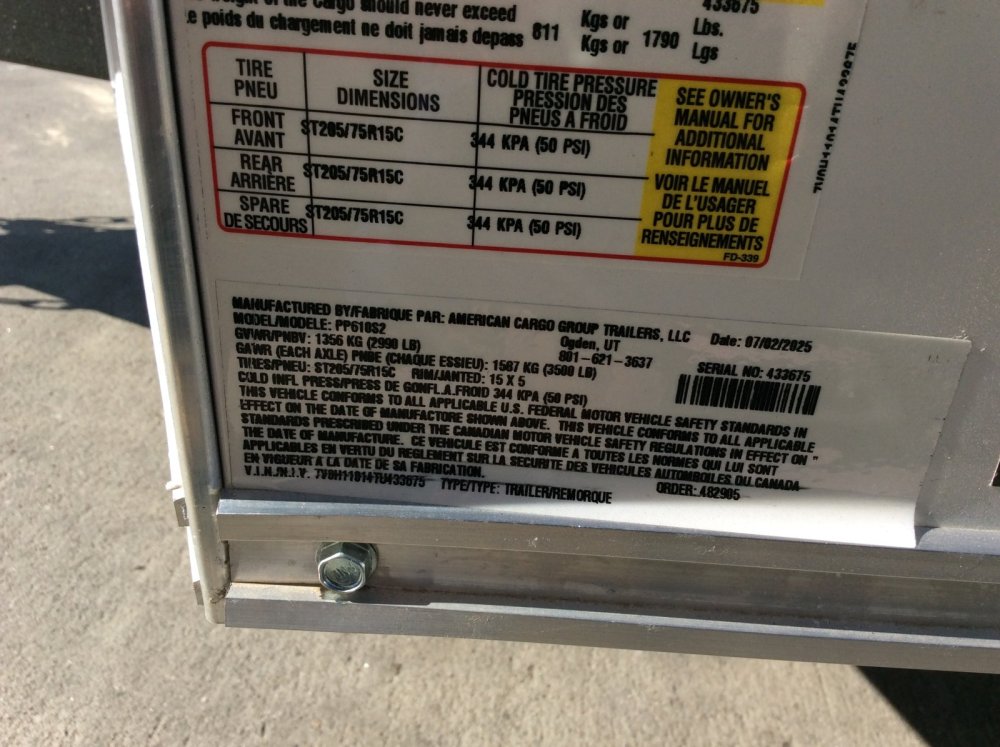 of the Cargo should never exceed
Le poids du chargement ne doit jamais depass 811 Kgs or 1790 Lbs.
Kgs or Lgs
433675
TIRE PNEU SIZE DIMENSIONS COLD TIRE PRESSURE PRESSION DES PNEUS A FROID
FRONT AVANT ST205/75R15C 344 KPA (50 PSI)
REAR ARRIÈRE ST205/75R15C 344 KPA (50 PSI)
SPARE DE SECOURS ST205/75R15C 344 KPA (50 PSI)
SEE OWNER'S
MANUAL FOR
ADDITIONAL
INFORMATION
VOIR LE MANUEL
DE L'USAGER
POUR PLUS DE
RENSEIGNEMENTS
FD-339
MANUFACTURED BY/FABRIQUE PAR: AMERICAN CARGO GROUP TRAILERS, LLC Date: 07/02/2025
MODEL/MODELE: PP618S2 Ogden, UT
GVWR/PNBV: 1356 KG (2990 LB) 801-621-3637
GAWR (EACH AXLE) PNBE (CHAQUE ESSIEU): 1587 KG (3500 LB) SERIAL NO: 433675
TIRES/PNEU: ST205/75R15C RIM/JANTED: 15 X 5
COLD INFL PRESS/PRESS DE GONFL.A.FROID 344 KPA (50 PSI)
THIS VEHICLE CONFORMS TO ALL APPLICABLE U.S. FEDERAL MOTOR VEHICLE SAFETY STANDARDS IN
EFFECT ON THE DATE OF MANUFACTURE SHOWN ABOVE. THIS VEHICLE CONFORMS TO ALL APPLICABLE
STANDARDS PRESCRIBED UNDER THE CANADIAN MOTOR VEHICLE SAFETY REGULATIONS IN EFFECT ON
THE DATE OF MANUFACTURE. CE VEHICULE EST CONFORME A TOUTES LES NORMES QUI LUI SONT
APPLICABLES EN VERTU DU REGLEMENT SUR LA SECURITE DES VEHICULES AUTOMOBILES DU CANADA
EN VIGUEUR A LA DATE DE SA FABRICATION.
V.I.N./N.I.V: TYPE/TYPE: TRAILER/REMORQUE ORDER: 482905